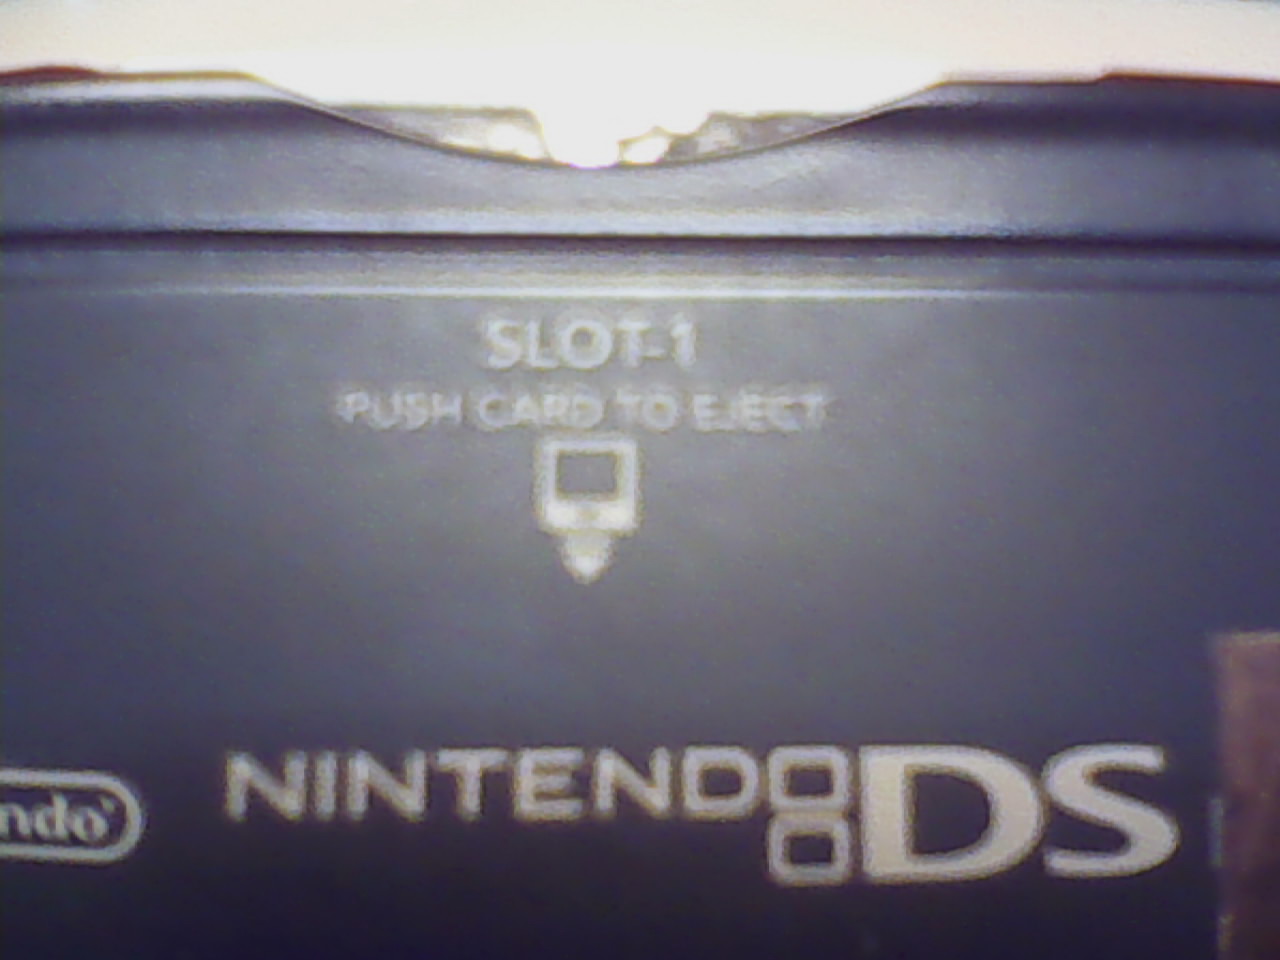 SLOT-1
PUSH CARD TO EJECT
ndo®
NINTENDO DS